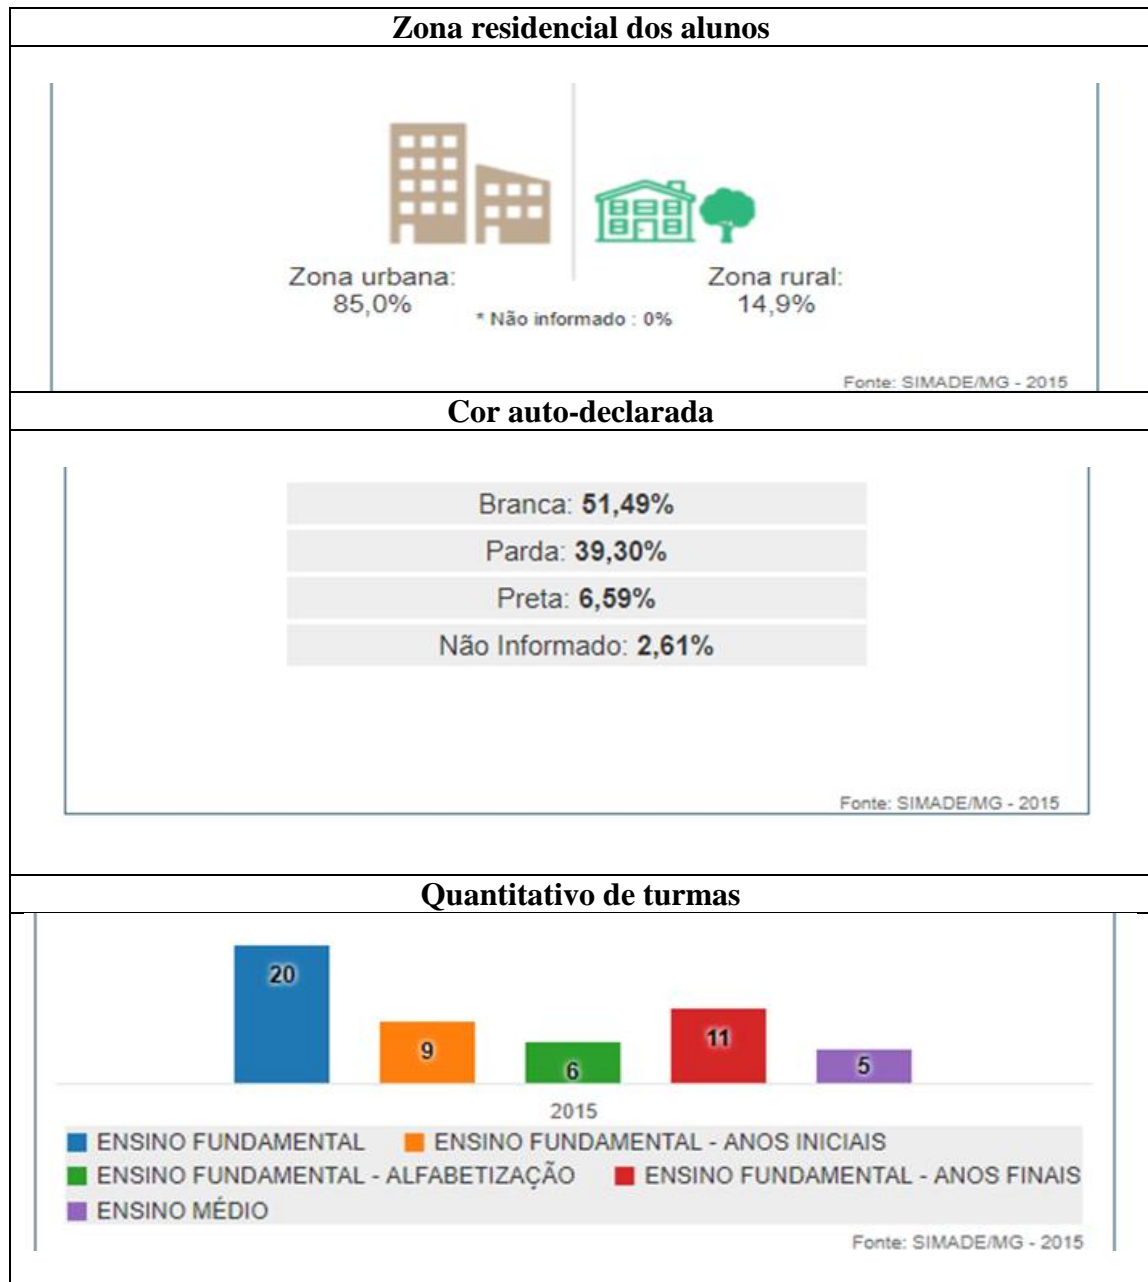 Zona residencial dos alunos
Zona urbana:
85,0%
Zona rural:
14,9%
* Não informado : 0%
Fonte: SIMADE/MG - 2015
Cor auto-declarada
Branca: 51,49%
Parda: 39,30%
Preta: 6,59%
Não Informado: 2,61%
Fonte: SIMADE/MG - 2015
Quantitativo de turmas
20
9
6
11
5
2015
ENSINO FUNDAMENTAL ENSINO FUNDAMENTAL - ANOS INICIAIS
ENSINO FUNDAMENTAL - ALFABETIZAÇÃO ENSINO FUNDAMENTAL - ANOS FINAIS
ENSINO MÉDIO
Fonte: SIMADE/MG - 2015